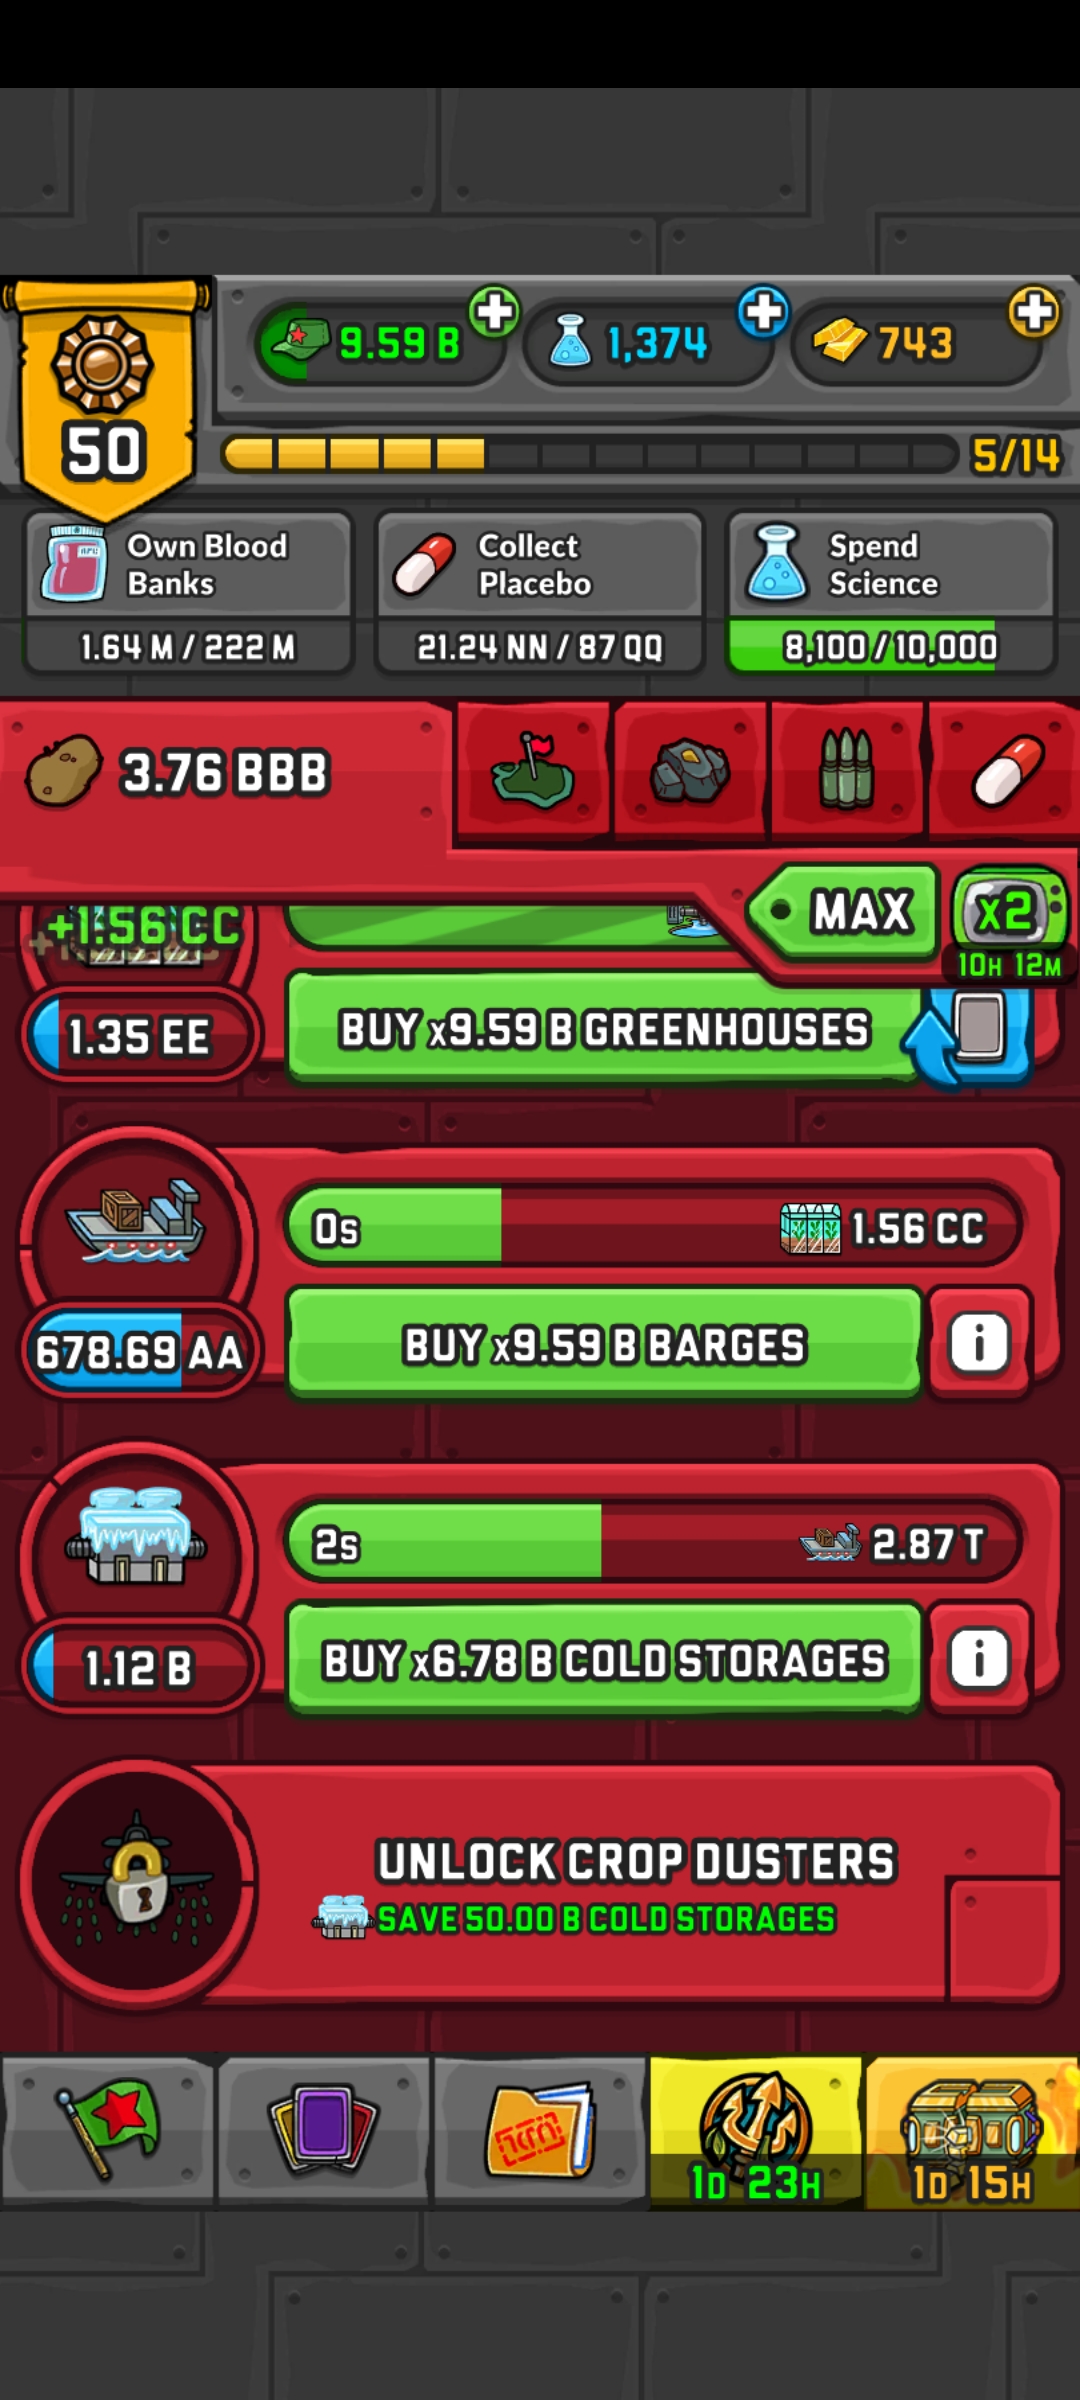 9.59 B
1,374
743
50
5/14
Own Blood
Banks
1.64 M / 222 M
Collect
Placebo
21.24 NN / 87 QQ
Spend
Science
8,100 / 10,000
3.76 BBB
MAX
x2
10H 12M
+1.56 CC
1.35 EE
BUY x9.59 B GREENHOUSES
0s
1.56 CC
678.69 AA
BUY x9.59 B BARGES
i
2s
2.87 T
1.12 B
BUY x6.78 B COLD STORAGES
i
UNLOCK CROP DUSTERS
SAVE 50.00 B COLD STORAGES
1D 23H
1D 15H